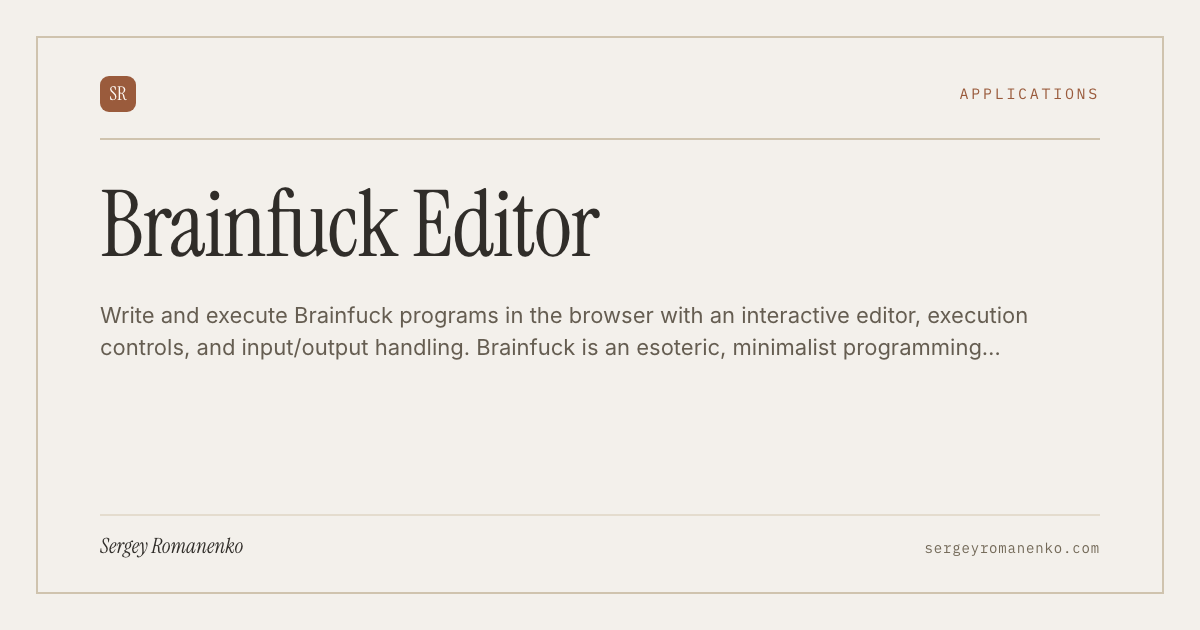 SR
APPLICATIONS
Brainfuck Editor
Write and execute Brainfuck programs in the browser with an interactive editor, execution
controls, and input/output handling. Brainfuck is an esoteric, minimalist programming...
Sergey Romanenko
sergeyromanenko.com